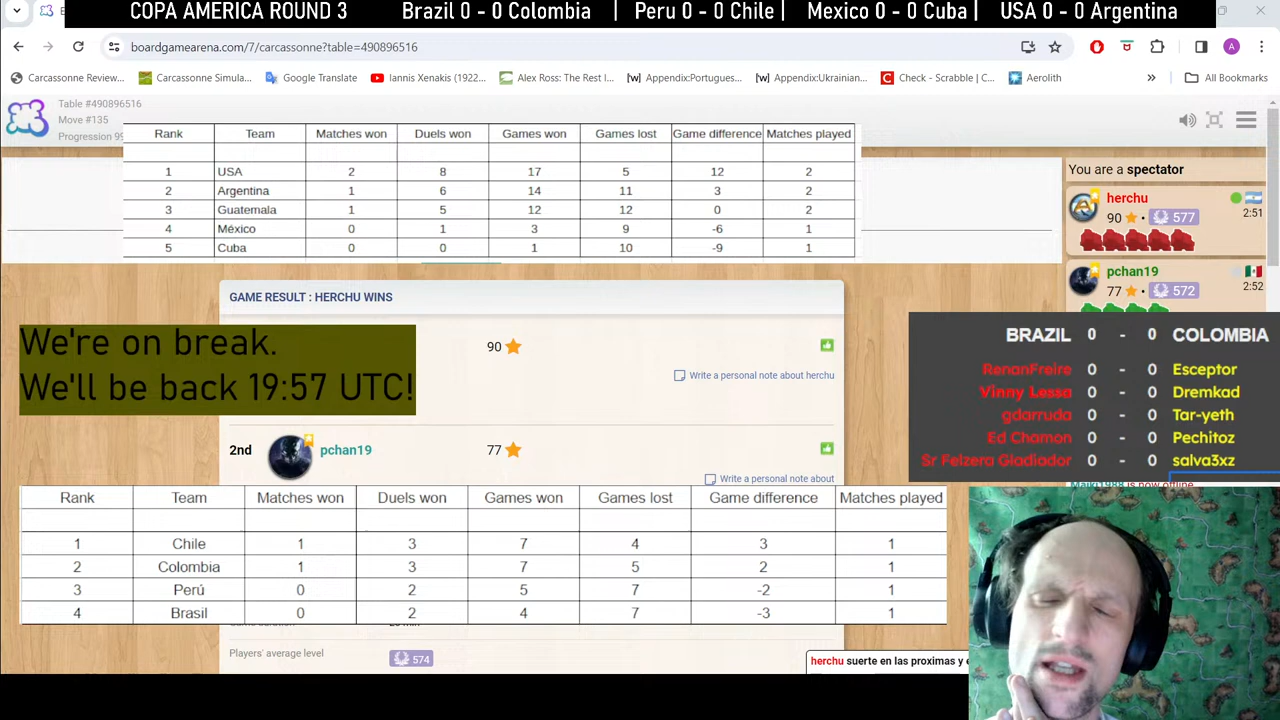 COPA AMERICA ROUND 3 Brazil 0 - 0 Colombia | Peru 0 - 0 Chile | Mexico 0 - 0 Cuba | USA 0 - 0 Argentina
boardgamearena.com/7/carcassonne?table=490896516
A
Carcassonne Review... Carcassonne Simula... Google Translate Iannis Xenakis (1922... Alex Ross: The Rest I... Appendix:Portugues... Appendix:Ukrainian... Check - Scrabble | C... Aerolith » All Bookmarks
Table #490896516
Move #135
Progression 99
Rank Team Matches won Duels won Games won Games lost Game difference Matches played
1 USA 2 8 17 5 12 2
2 Argentina 1 6 14 11 3 2
3 Guatemala 1 5 12 12 0 2
4 México 0 1 3 9 -6 1
5 Cuba 0 0 1 10 -9 1
You are a spectator
herchu
90 • 577 2:51
pchan19
77 • 572 2:52
GAME RESULT : HERCHU WINS
90
Write a personal note about herchu
We're on break.
We'll be back 19:57 UTC!
2nd pchan19 77
Write a personal note about
BRAZIL 0 - 0 COLOMBIA
RenanFreire 0 - 0 Esceptor
Vinny Lessa 0 - 0 Dremkad
gdarruda 0 - 0 Tar-yeth
Ed Chamon 0 - 0 Pechitoz
Sr Felzera Gladiador 0 - 0 salva3xz
Rank Team Matches won Duels won Games won Games lost Game difference Matches played
1 Chile 1 3 7 4 3 1
2 Colombia 1 3 7 5 2 1
3 Perú 0 2 5 7 -2 1
4 Brasil 0 2 4 7 -3 1
Players' average level 574
herchu suerte en las proximas y e